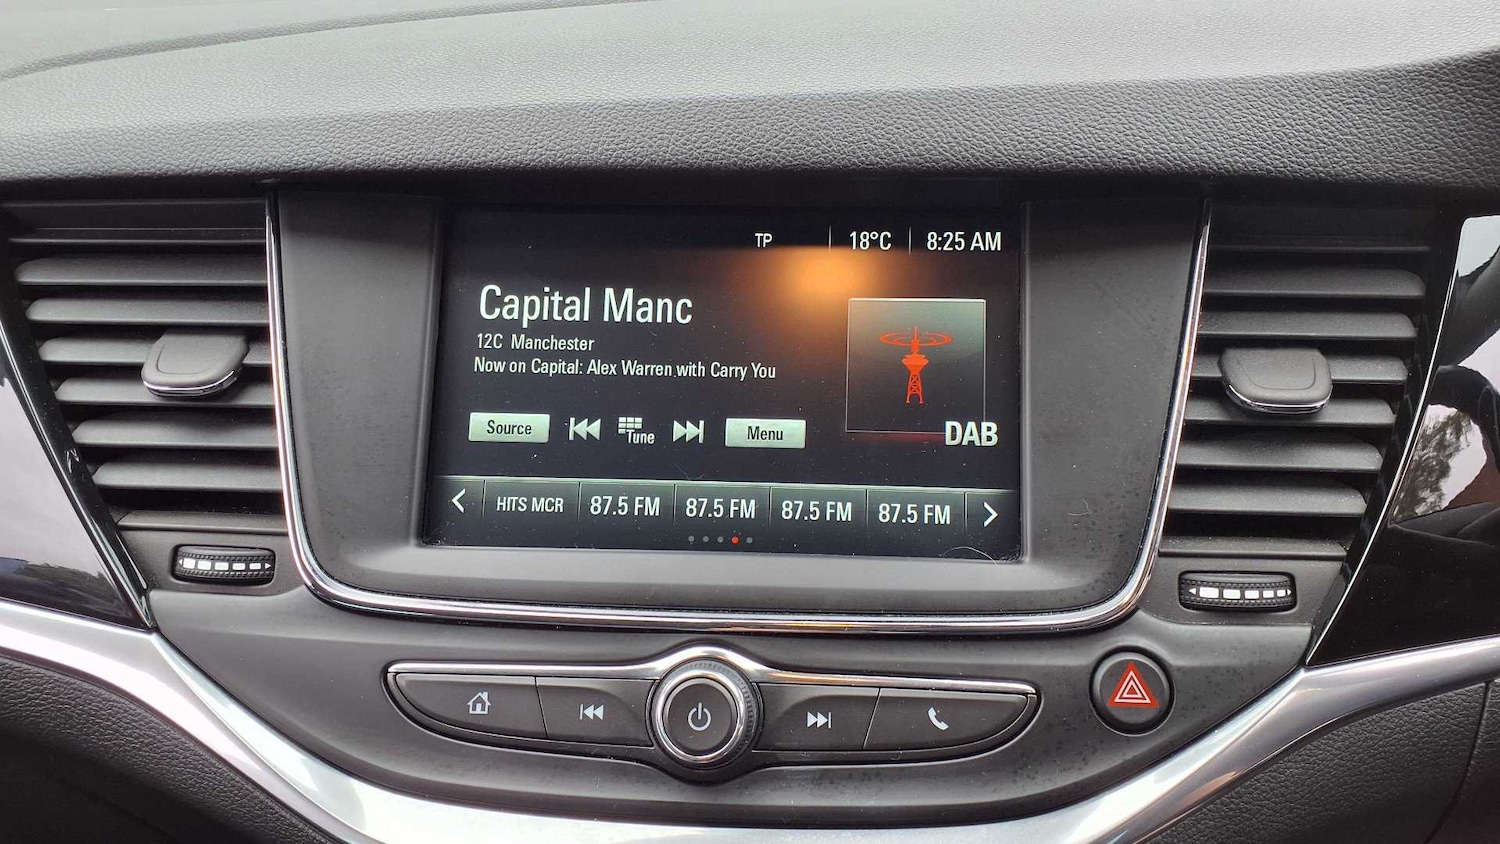 TP 18°C 8:25 AM
Capital Manc
12C Manchester
Now on Capital: Alex Warren with Carry You
Source Tune Menu
DAB
HITS MCR 87.5 FM 87.5 FM 87.5 FM 87.5 FM